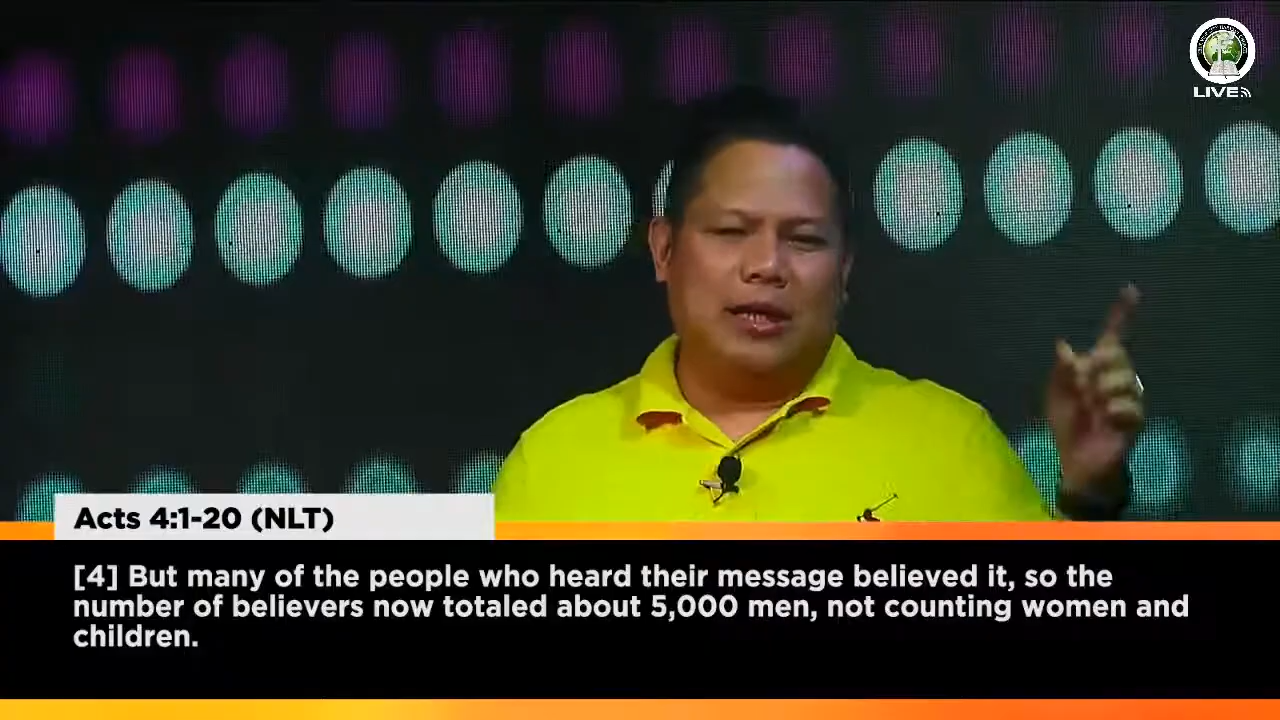 LIVE
Acts 4:1-20 (NLT)
[4] But many of the people who heard their message believed it, so the
number of believers now totaled about 5,000 men, not counting women and
children.